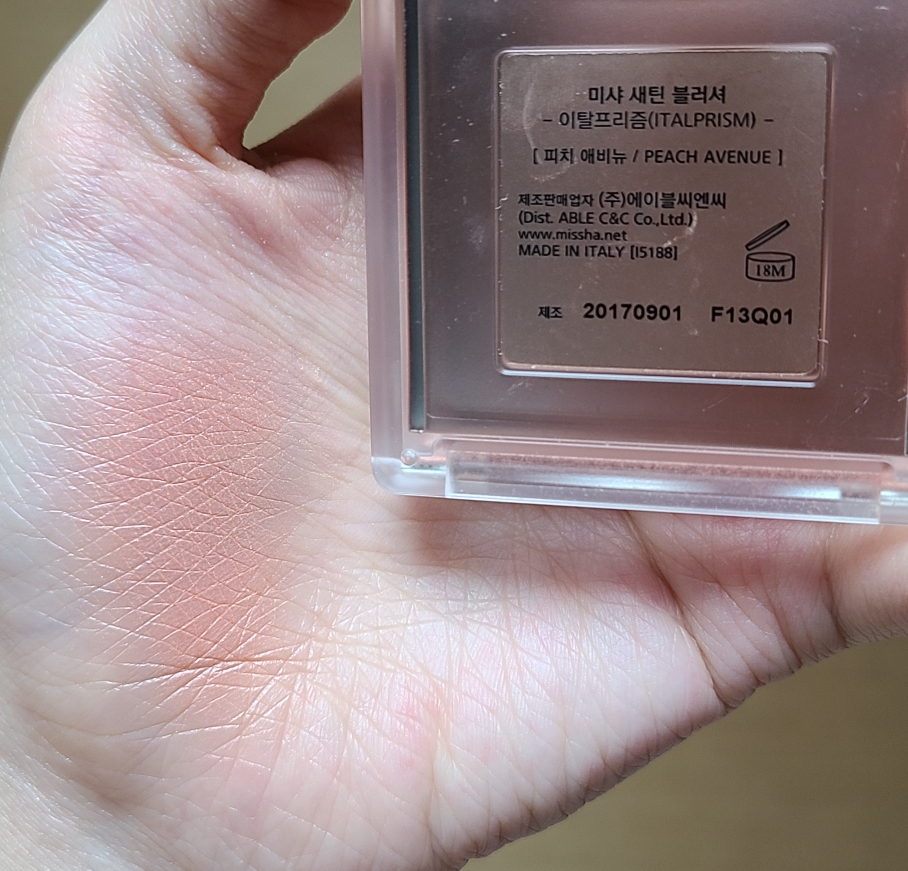 미샤 새틴 블러셔
- 이탈프리즘(ITALPRISM) -
[ 피치 애비뉴 / PEACH AVENUE ]
제조판매업자 (주)에이블씨엔씨
(Dist. ABLE C&C Co.,Ltd.)
www.missha.net
MADE IN ITALY [I5188]
18M
제조 20170901 F13Q01